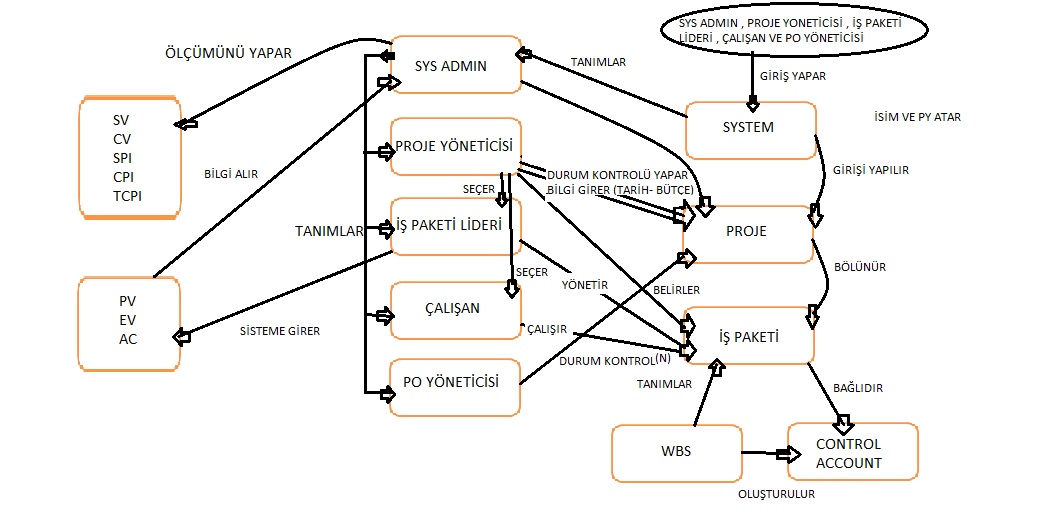 SYS ADMIN , PROJE YONETİCİSİ , İŞ PAKETİ
LİDERİ , ÇALIŞAN VE PO YÖNETİCİSİ
ÖLÇÜMÜNÜ YAPAR
SYS ADMIN
TANIMLAR
GİRİŞ YAPAR
SV
CV
SPI
CPI
TCPI
SYSTEM
İSİM VE PY ATAR
PROJE YÖNETİCİSİ
BİLGİ ALIR
DURUM KONTROLÜ YAPAR
BİLGİ GİRER (TARİH- BÜTÇE)
GİRİŞİ YAPILIR
SEÇER
TANIMLAR
İŞ PAKETİ LİDERİ
PROJE
SEÇER
YÖNETİR
BELİRLER
BÖLÜNÜR
PV
EV
AC
SİSTEME GİRER
ÇALIŞAN
ÇALIŞIR
İŞ PAKETİ
DURUM KONTROL(N)
PO YÖNETİCİSİ
TANIMLAR
BAĞLIDIR
WBS
CONTROL
ACCOUNT
OLUŞTURULUR